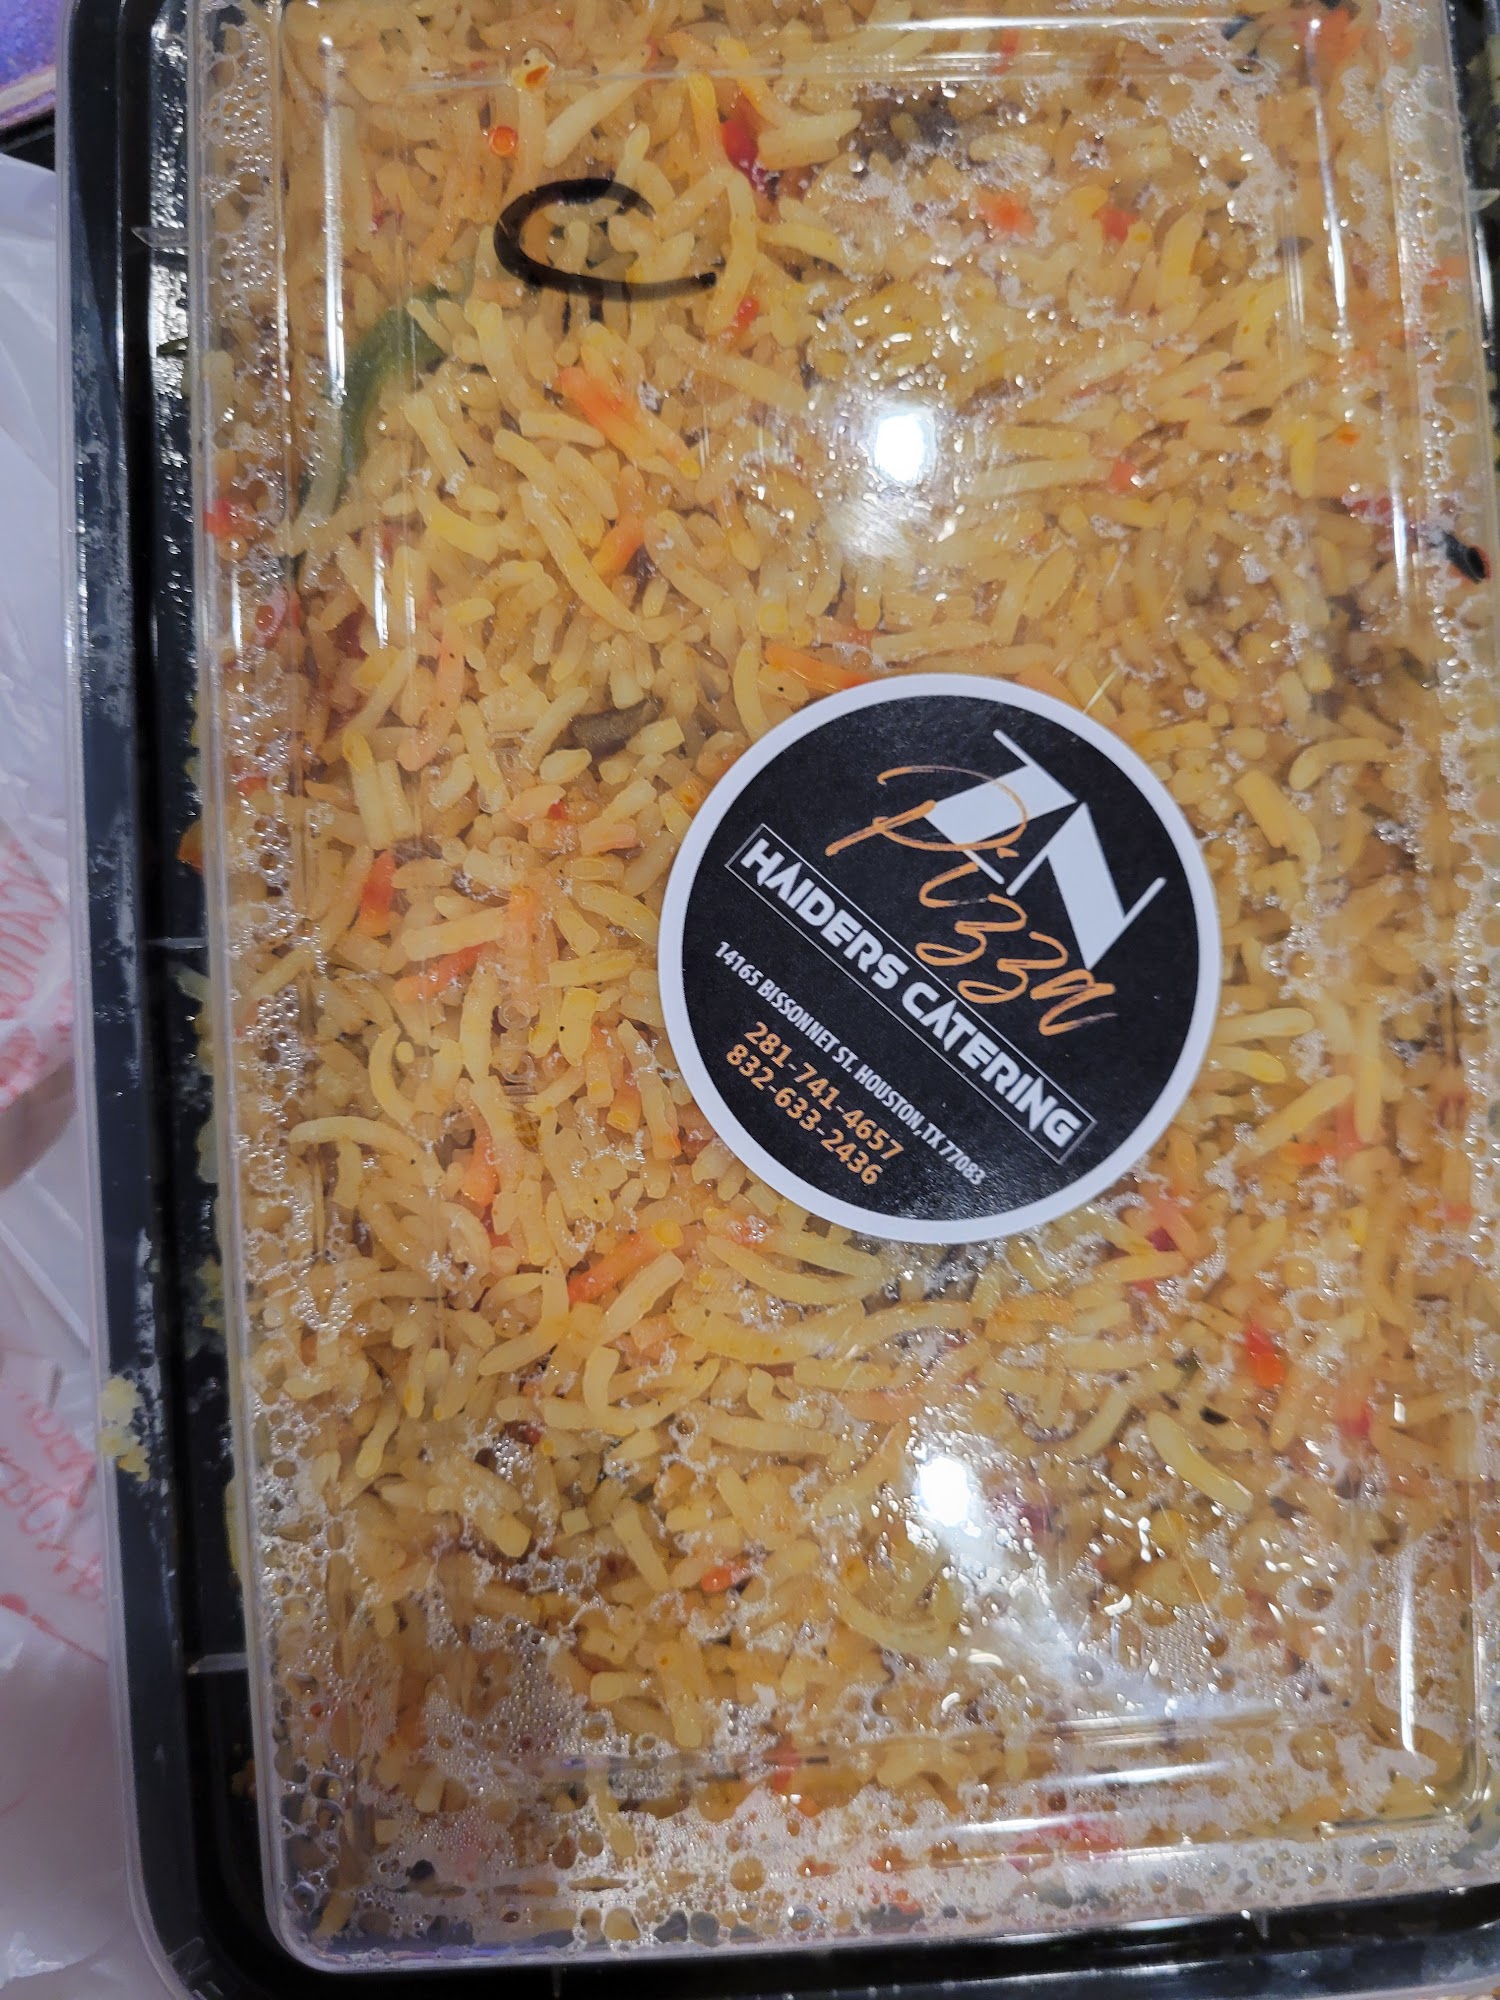 C
Pizza
HAIDERS CATERING
14165 BISSONNET ST. HOUSTON,TX 77083
281-741-4657
832-633-2436